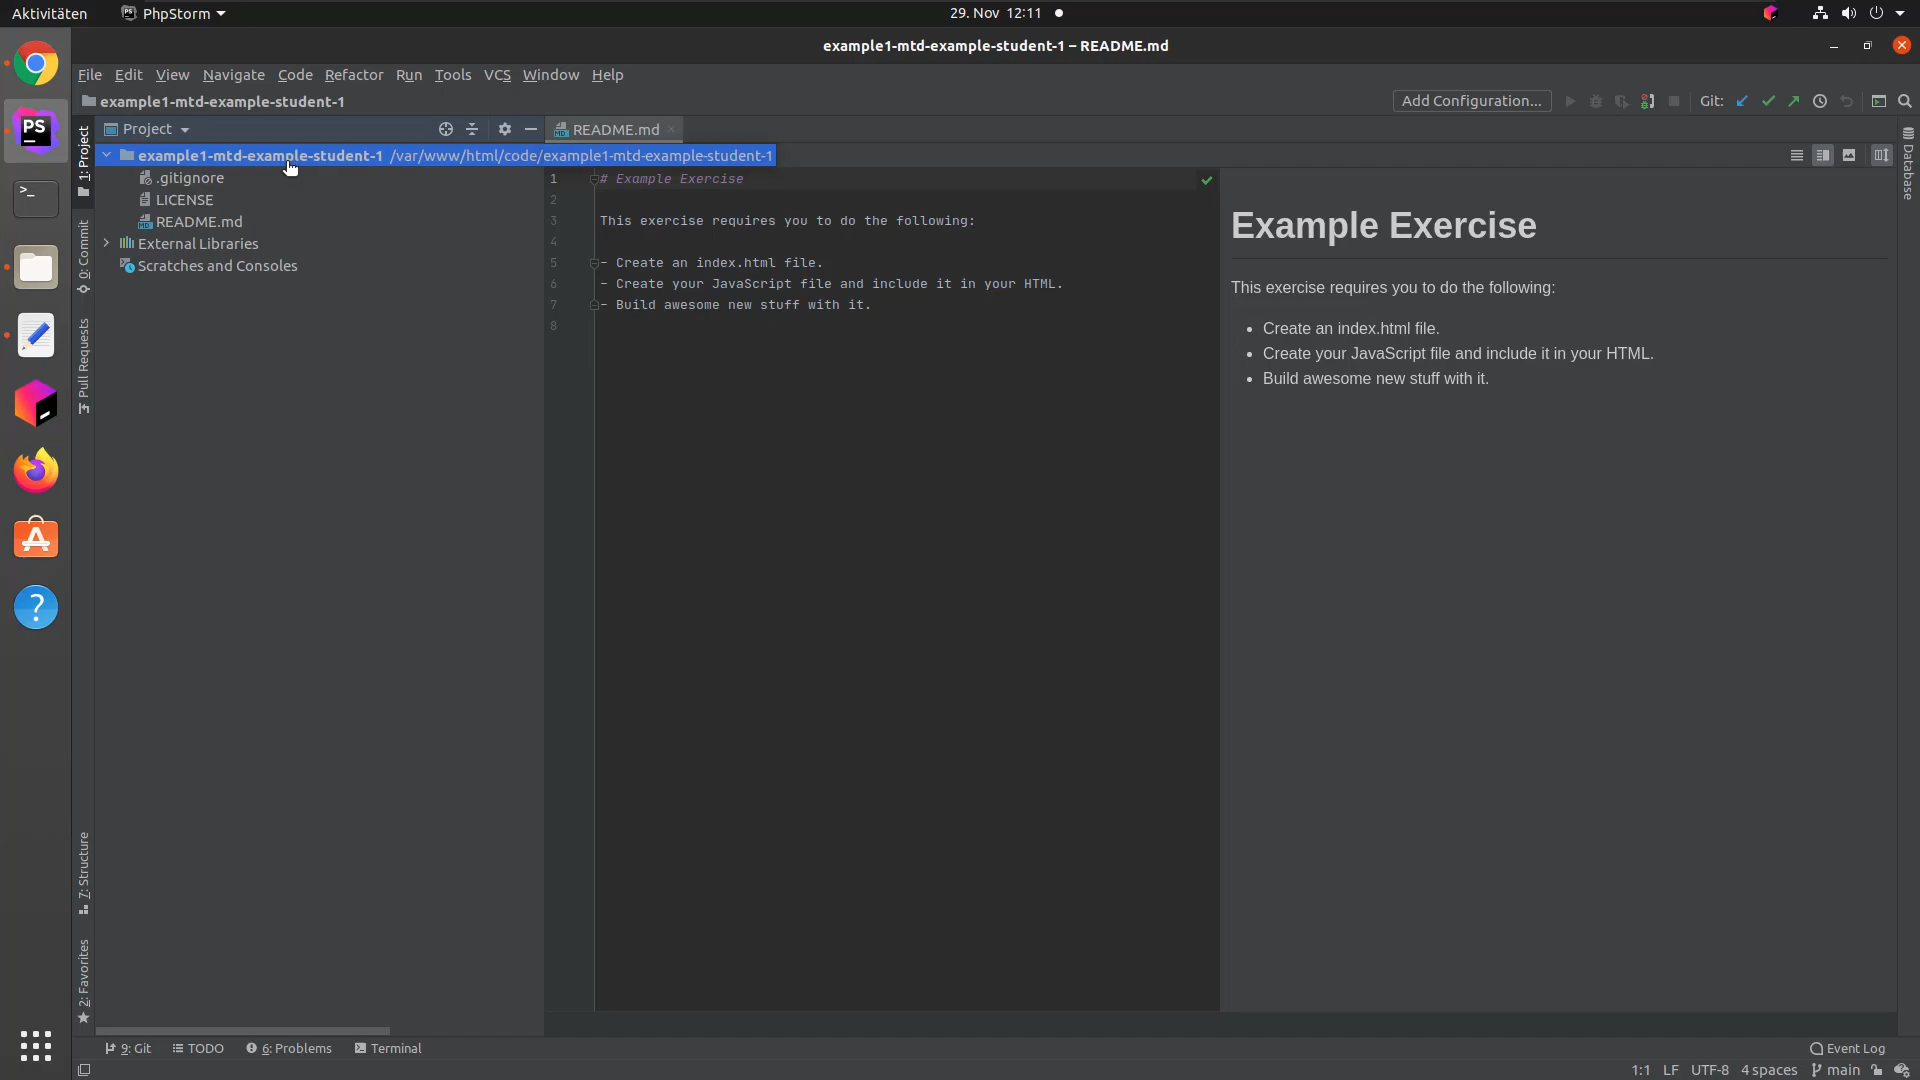 Aktivitäten PhpStorm 29. Nov 12:11
example1-mtd-example-student-1 – README.md
File Edit View Navigate Code Refactor Run Tools VCS Window Help
example1-mtd-example-student-1 Add Configuration... Git:
Project README.md
example1-mtd-example-student-1 /var/www/html/code/example1-mtd-example-student-1
.gitignore
LICENSE
README.md
External Libraries
Scratches and Consoles
1: Project
0: Commit
Pull Requests
7: Structure
2: Favorites
1 # Example Exercise
2
3 This exercise requires you to do the following:
4
5 - Create an index.html file.
6 - Create your JavaScript file and include it in your HTML.
7 - Build awesome new stuff with it.
8
Example Exercise
This exercise requires you to do the following:
• Create an index.html file.
• Create your JavaScript file and include it in your HTML.
• Build awesome new stuff with it.
Database
PS
>_
?
9: Git TODO 6: Problems Terminal Event Log
1:1 LF UTF-8 4 spaces main